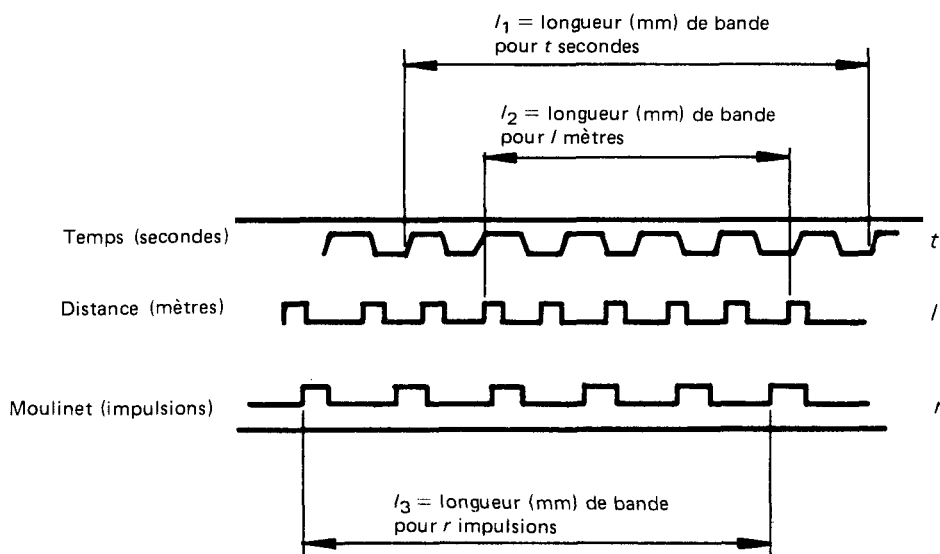 l1 = longueur (mm) de bande
pour t secondes
l2 = longueur (mm) de bande
pour l mètres
Temps (secondes)
t
Distance (mètres)
l
Moulinet (impulsions)
r
l3 = longueur (mm) de bande
pour r impulsions